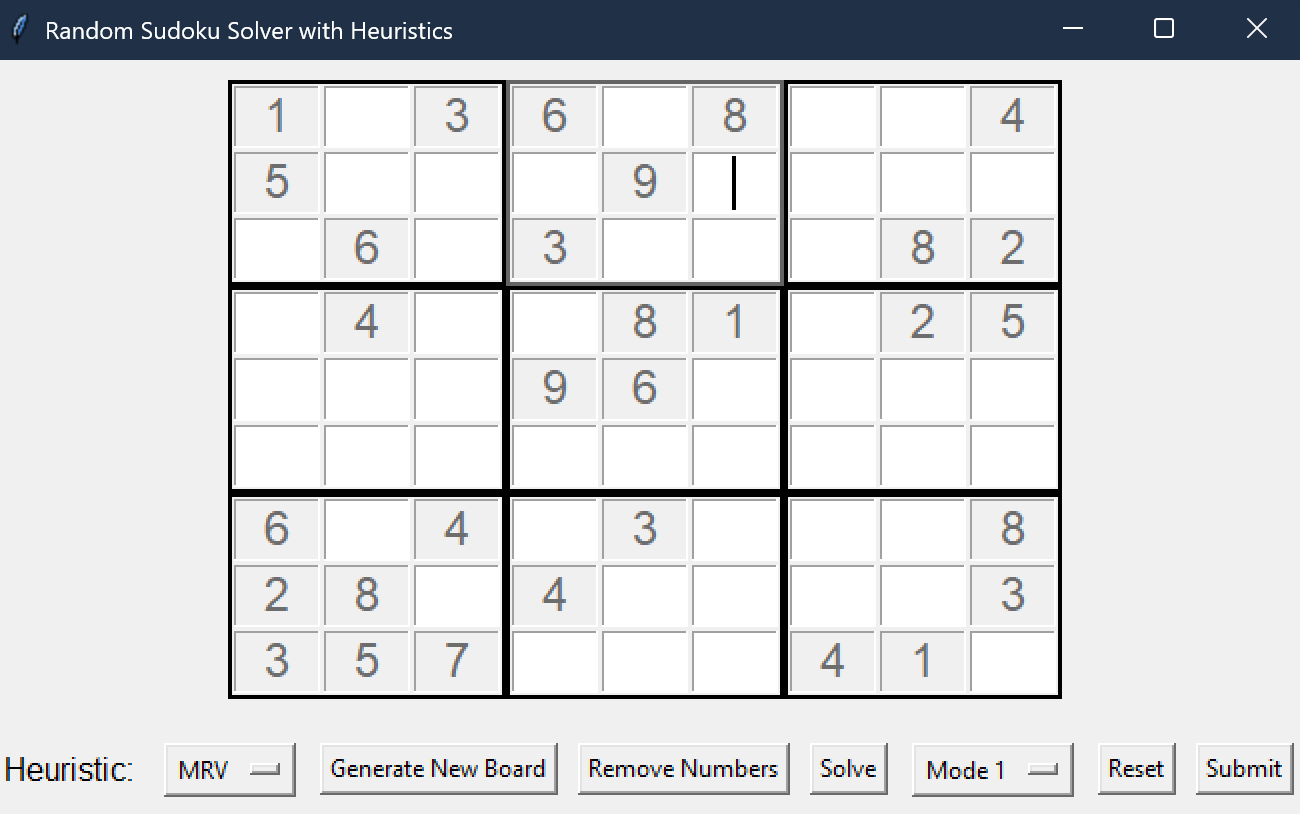 Random Sudoku Solver with Heuristics
1 3 6 8 4
5 9
6 3 8 2
4 8 1 2 5
9 6
6 4 3 8
2 8 4 3
3 5 7 4 1
Heuristic: MRV Generate New Board Remove Numbers Solve Mode 1 Reset Submit